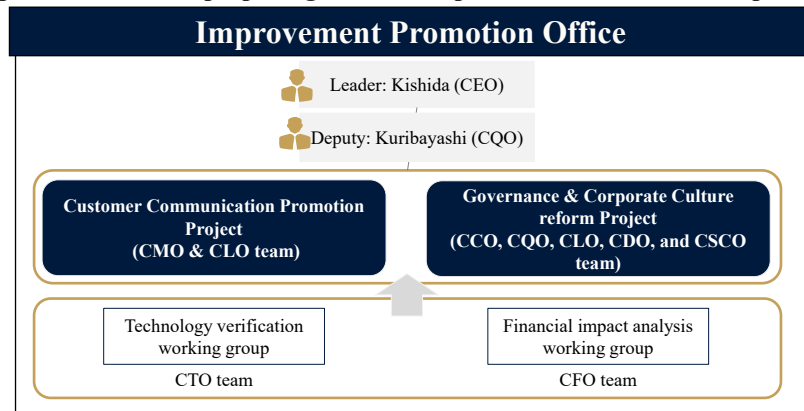 Improvement Promotion Office
Leader: Kishida (CEO)
Deputy: Kuribayashi (CQO)
Customer Communication Promotion
Project
(CMO & CLO team)
Governance & Corporate Culture
reform Project
(CCO, CQO, CLO, CDO, and CSCO
team)
Technology verification
working group
CTO team
Financial impact analysis
working group
CFO team